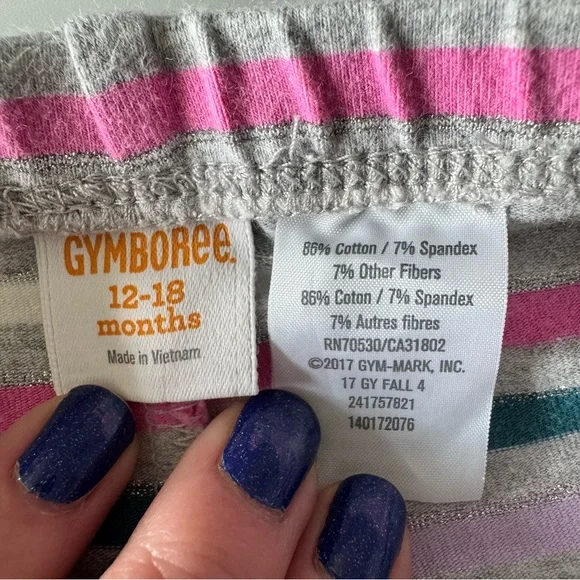 GYMBOREE
12-18
months
Made in Vietnam
86% Cotton / 7% Spandex
7% Other Fibers
86% Coton / 7% Spandex
7% Autres fibres
RN70530/CA31802
©2017 GYM-MARK, INC.
17 GY FALL 4
241757821
140172076